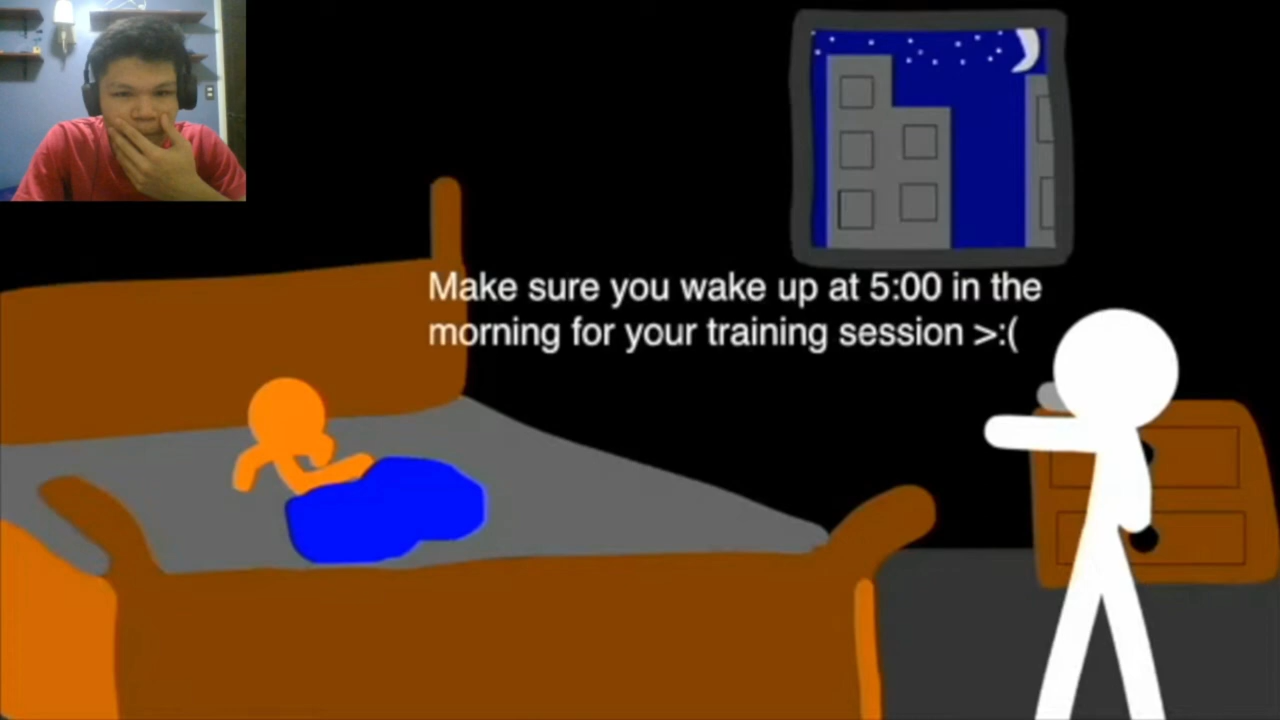 Make sure you wake up at 5:00 in the
morning for your training session >:(